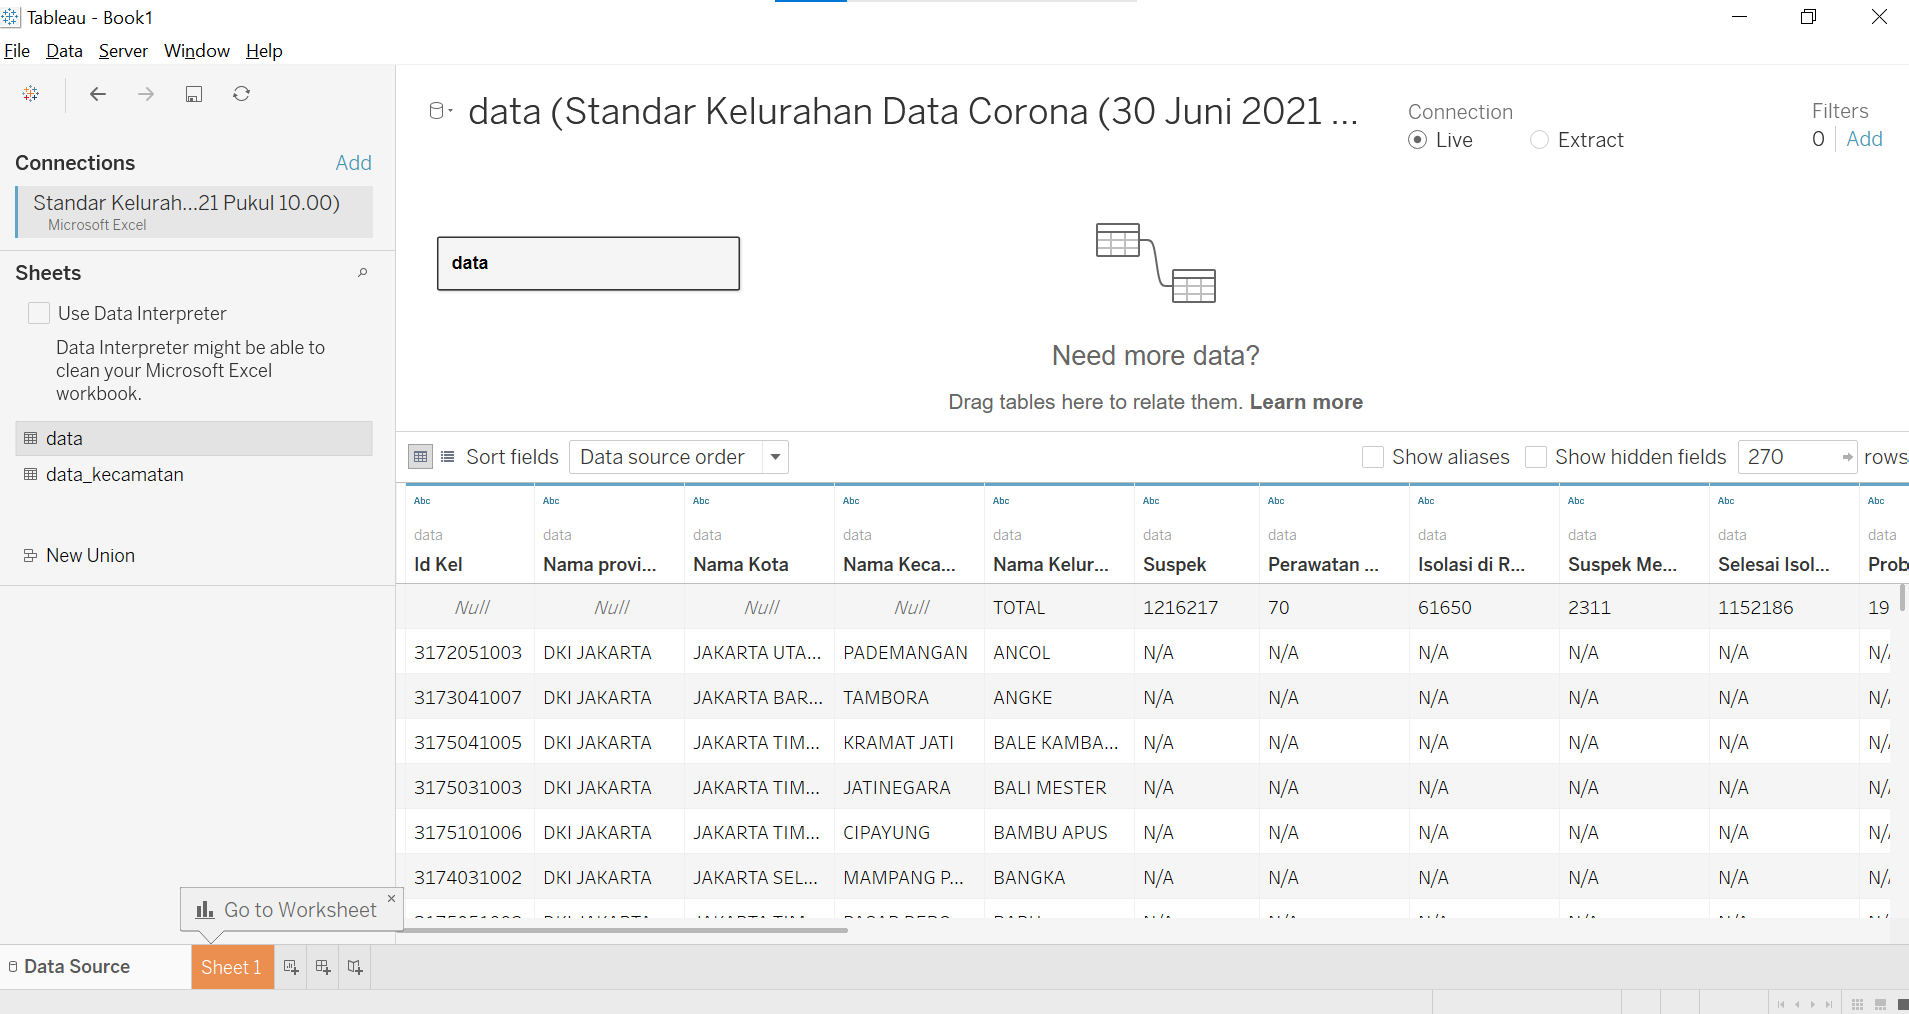 Tableau - Book1
File Data Server Window Help
data (Standar Kelurahan Data Corona (30 Juni 2021 ...
Connection
Live Extract
Filters
0 Add
Connections Add
Standar Kelurah...21 Pukul 10.00)
Microsoft Excel
Sheets
Use Data Interpreter
Data Interpreter might be able to
clean your Microsoft Excel
workbook.
data
data_kecamatan
New Union
data
Need more data?
Drag tables here to relate them. Learn more
Sort fields Data source order Show aliases Show hidden fields 270 rows
Abc Abc Abc Abc Abc Abc Abc Abc Abc Abc Abc
data data data data data data data data data data data
Id Kel Nama provi... Nama Kota Nama Keca... Nama Kelur... Suspek Perawatan ... Isolasi di R... Suspek Me... Selesai Isol... Prob
Null Null Null Null TOTAL 1216217 70 61650 2311 1152186 19
3172051003 DKI JAKARTA JAKARTA UTA... PADEMANGAN ANCOL N/A N/A N/A N/A N/A N/
3173041007 DKI JAKARTA JAKARTA BAR... TAMBORA ANGKE N/A N/A N/A N/A N/A N/
3175041005 DKI JAKARTA JAKARTA TIM... KRAMAT JATI BALE KAMBA... N/A N/A N/A N/A N/A N/
3175031003 DKI JAKARTA JAKARTA TIM... JATINEGARA BALI MESTER N/A N/A N/A N/A N/A N/
3175101006 DKI JAKARTA JAKARTA TIM... CIPAYUNG BAMBU APUS N/A N/A N/A N/A N/A N/
3174031002 DKI JAKARTA JAKARTA SEL... MAMPANG P... BANGKA N/A N/A N/A N/A N/A N/
Go to Worksheet
Data Source Sheet 1